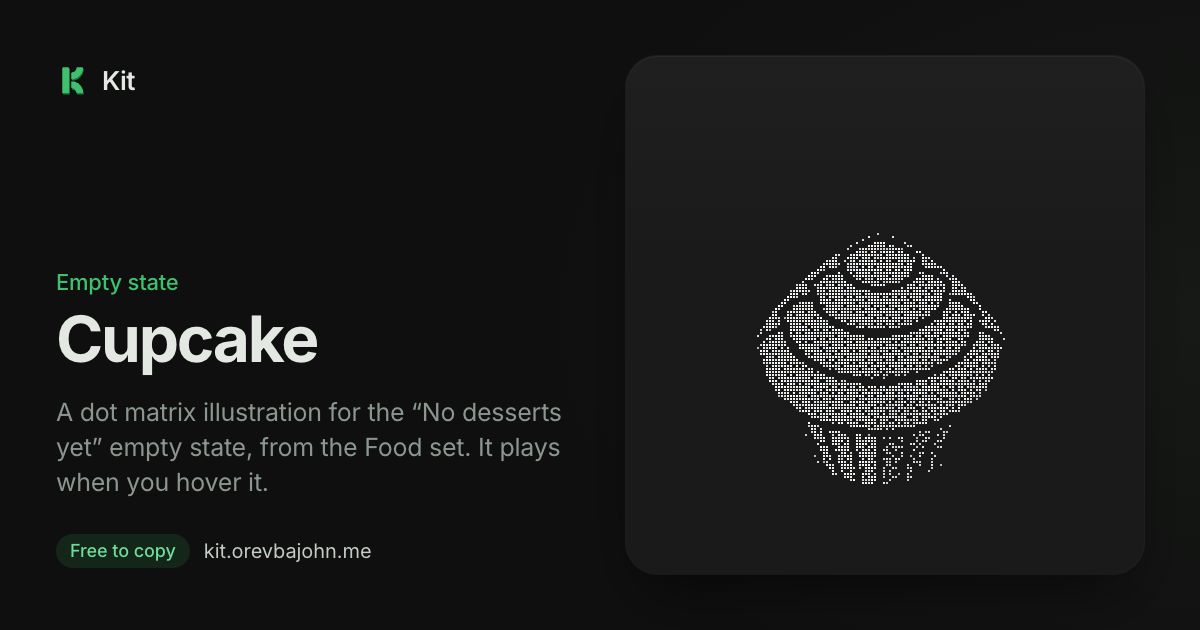 Kit
Empty state
Cupcake
A dot matrix illustration for the “No desserts
yet” empty state, from the Food set. It plays
when you hover it.
Free to copy
kit.orevbajohn.me